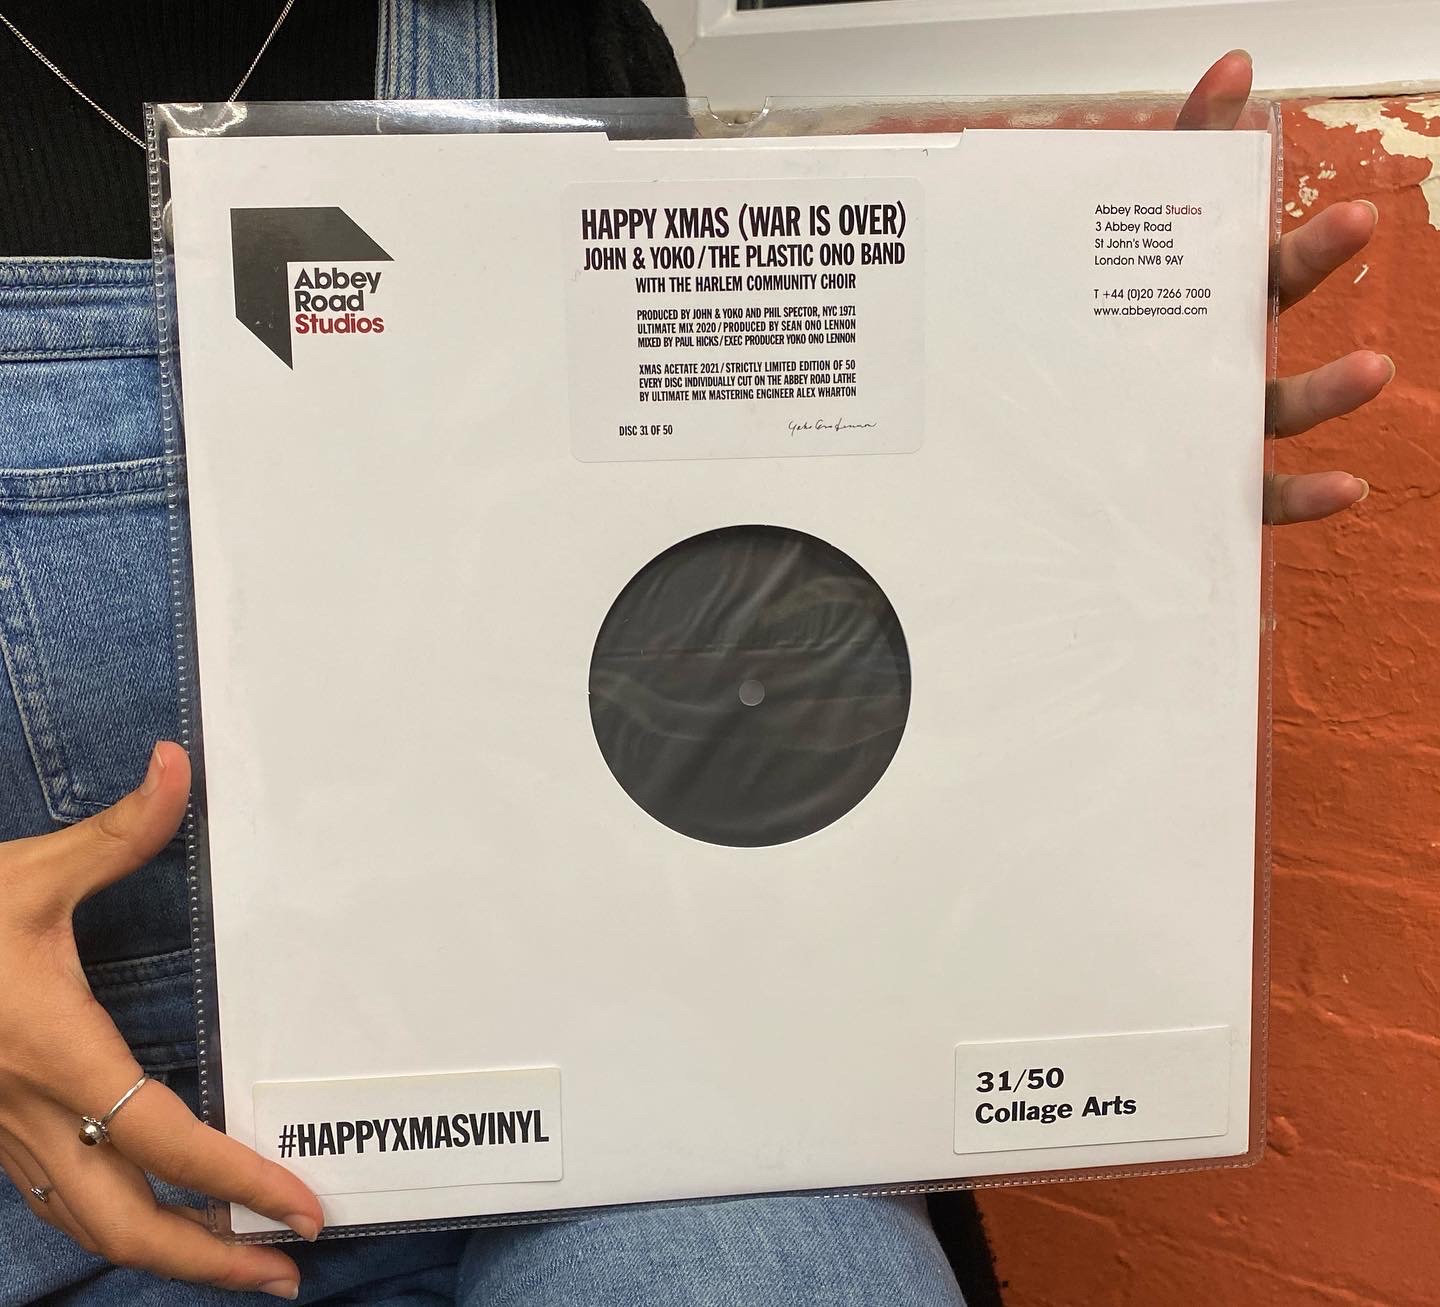 Abbey
Road
Studios
HAPPY XMAS (WAR IS OVER)
JOHN & YOKO / THE PLASTIC ONO BAND
WITH THE HARLEM COMMUNITY CHOIR
PRODUCED BY JOHN & YOKO AND PHIL SPECTOR, NYC 1971
ULTIMATE MIX 2020 / PRODUCED BY SEAN ONO LENNON
MIXED BY PAUL HICKS / EXEC PRODUCER YOKO ONO LENNON
XMAS ACETATE 2021 / STRICTLY LIMITED EDITION OF 50
EVERY DISC INDIVIDUALLY CUT ON THE ABBEY ROAD LATHE
BY ULTIMATE MIX MASTERING ENGINEER ALEX WHARTON
DISC 31 OF 50
Yoko Ono Lennon
Abbey Road Studios
3 Abbey Road
St John's Wood
London NW8 9AY
T +44 (0)20 7266 7000
www.abbeyroad.com
#HAPPYXMASVINYL
31/50
Collage Arts